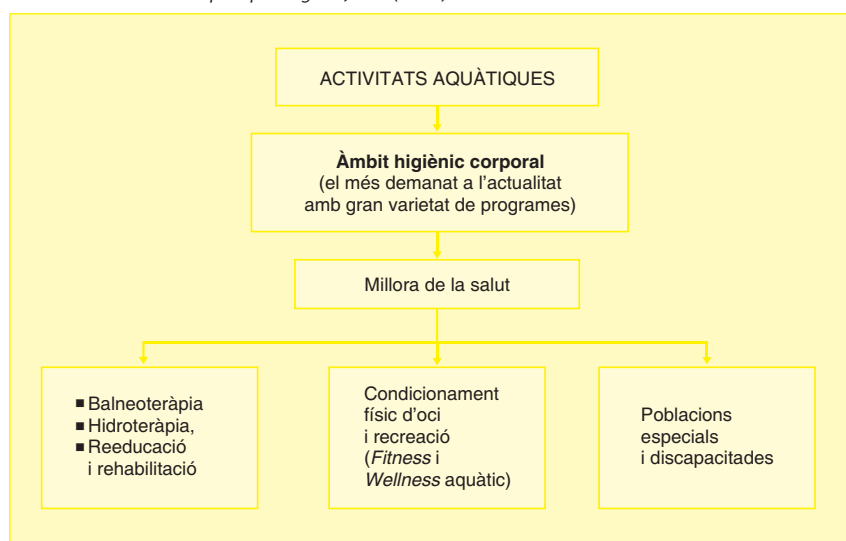 ACTIVITATS AQUÀTIQUES
Àmbit higiènic corporal
(el més demanat a l'actualitat
amb gran varietat de programes)
Millora de la salut
■ Balneoteràpia
■ Hidroteràpia,
■ Reeducació
i rehabilitació
Condicionament
físic d'oci
i recreació
(Fitness i
Wellness aquàtic)
Poblacions
especials
i discapacitades